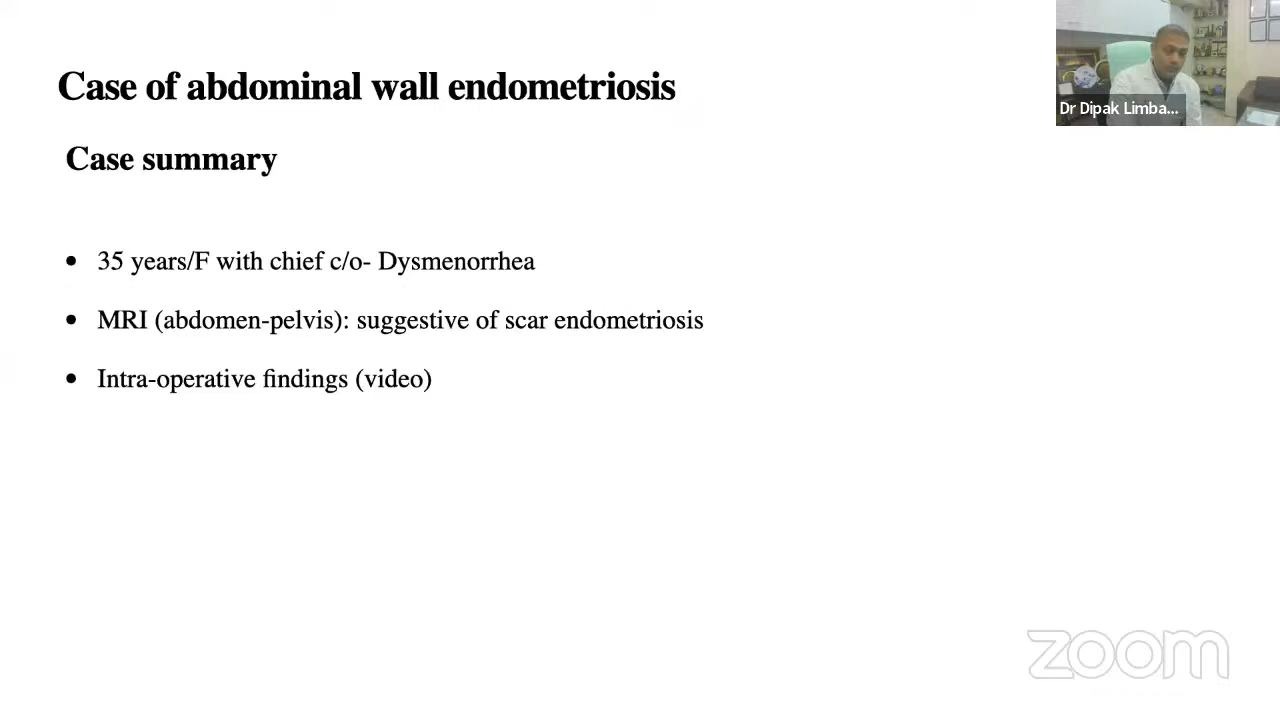 Case of abdominal wall endometriosis
Dr Dipak Limba...
Case summary
• 35 years/F with chief c/o- Dysmenorrhea
• MRI (abdomen-pelvis): suggestive of scar endometriosis
• Intra-operative findings (video)
zoom